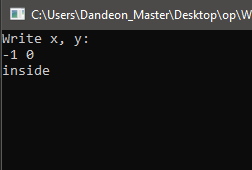 C:\Users\Dandeon_Master\Desktop\op\W
Write x, y:
-1 0
inside